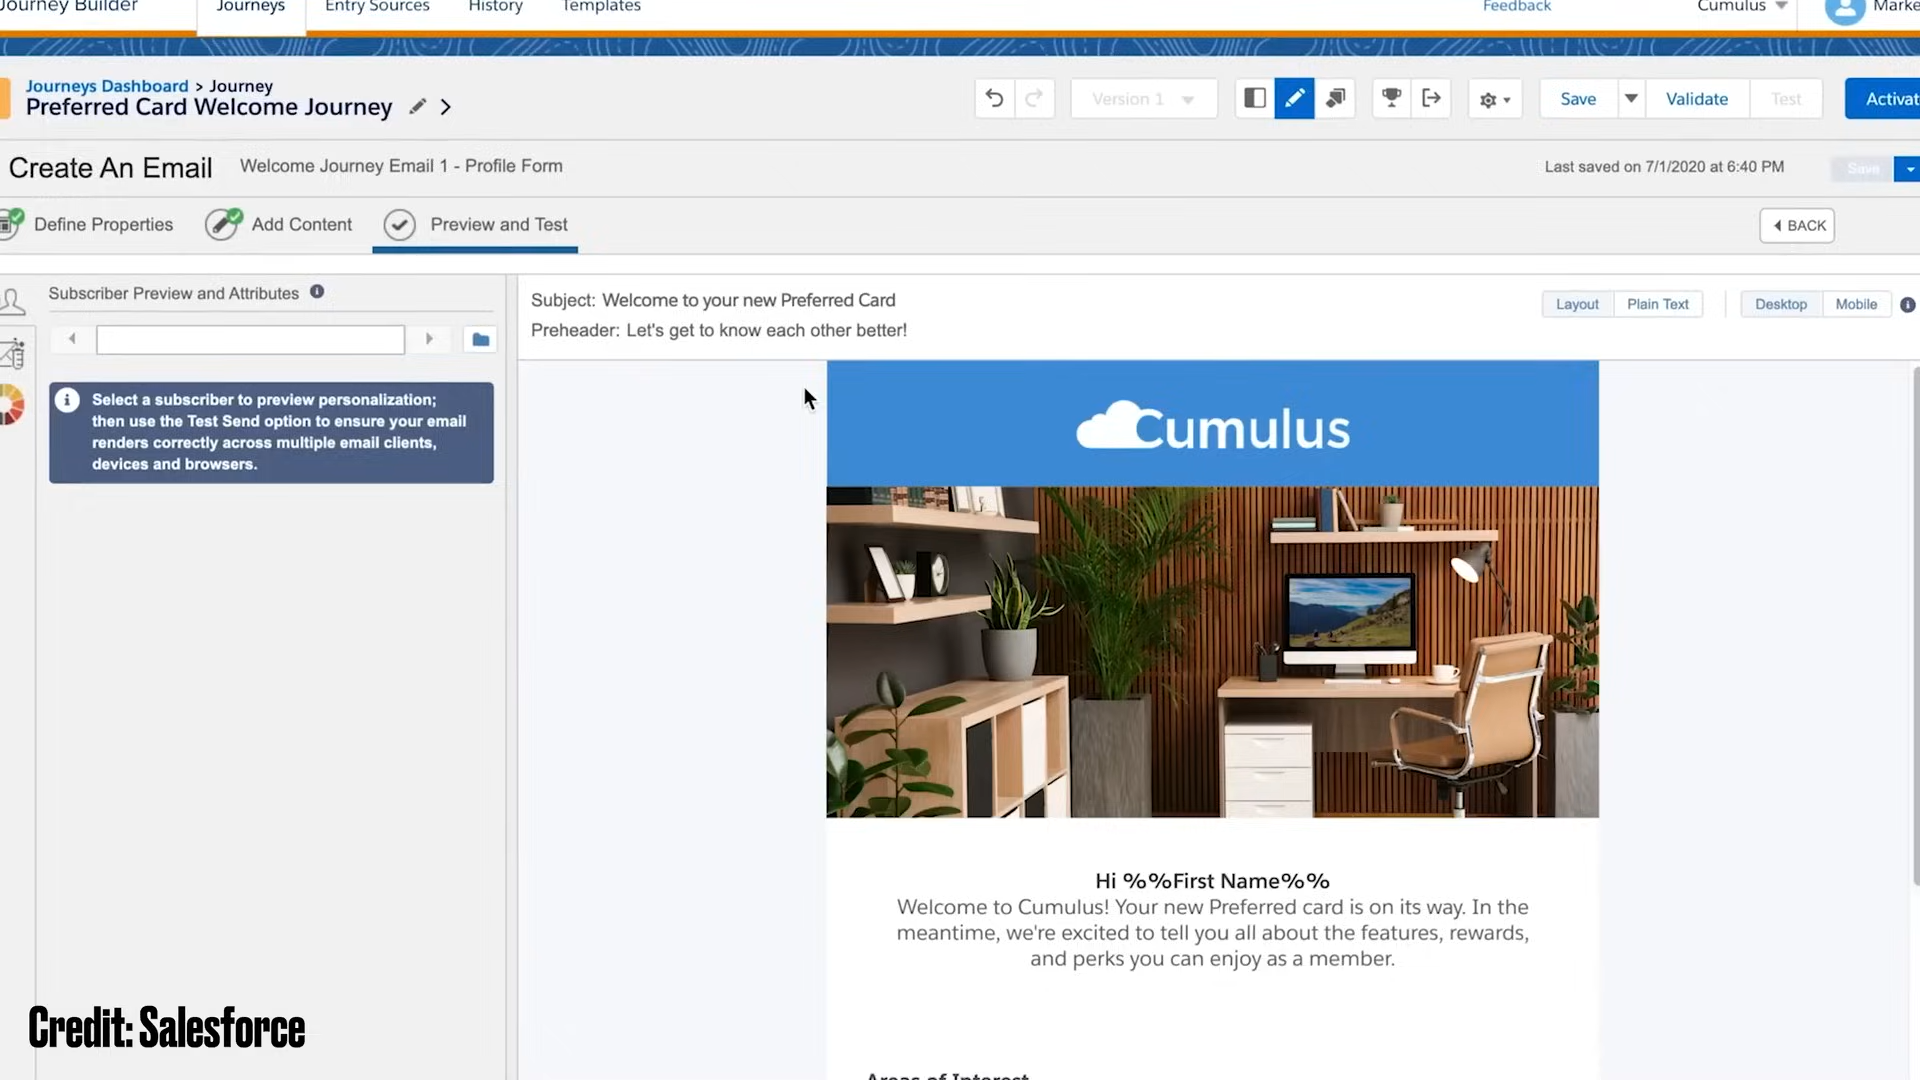 Journey Builder
Journeys
Entry Sources
History
Templates
Feedback
Cumulus
Journeys Dashboard > Journey
Preferred Card Welcome Journey
Version 1
Save
Validate
Test
Create An Email
Welcome Journey Email 1 - Profile Form
Last saved on 7/1/2020 at 6:40 PM
Save
Define Properties
Add Content
Preview and Test
BACK
Subscriber Preview and Attributes
Select a subscriber to preview personalization;
then use the Test Send option to ensure your email
renders correctly across multiple email clients,
devices and browsers.
Subject: Welcome to your new Preferred Card
Preheader: Let's get to know each other better!
Layout
Plain Text
Desktop
Mobile
Cumulus
Hi %%First Name%%
Welcome to Cumulus! Your new Preferred card is on its way. In the
meantime, we're excited to tell you all about the features, rewards,
and perks you can enjoy as a member.
Areas of Interest
Credit: Salesforce